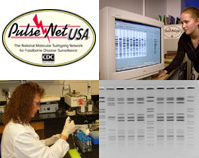 PulseNet
USA
The National Molecular Subtyping Network
for Foodborne Disease Surveillance
CDC